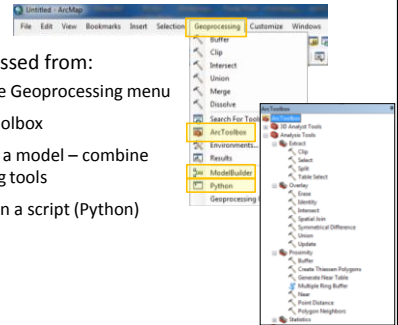 Untitled - ArcMap
File Edit View Bookmarks Insert Selection Geoprocessing Customize Windows
Buffer
Clip
Intersect
Union
Merge
Dissolve
Search For Tools
ArcToolbox
Environments...
Results
ModelBuilder
Python
Geoprocessing
ssed from:
e Geoprocessing menu
olbox
a model – combine
g tools
n a script (Python)
ArcToolbox
ArcToolbox
3D Analyst Tools
Analysis Tools
Extract
Clip
Select
Split
Table Select
Overlay
Erase
Identity
Intersect
Spatial Join
Symmetrical Difference
Union
Update
Proximity
Buffer
Create Thiessen Polygons
Generate Near Table
Multiple Ring Buffer
Near
Point Distance
Polygon Neighbors
Statistics